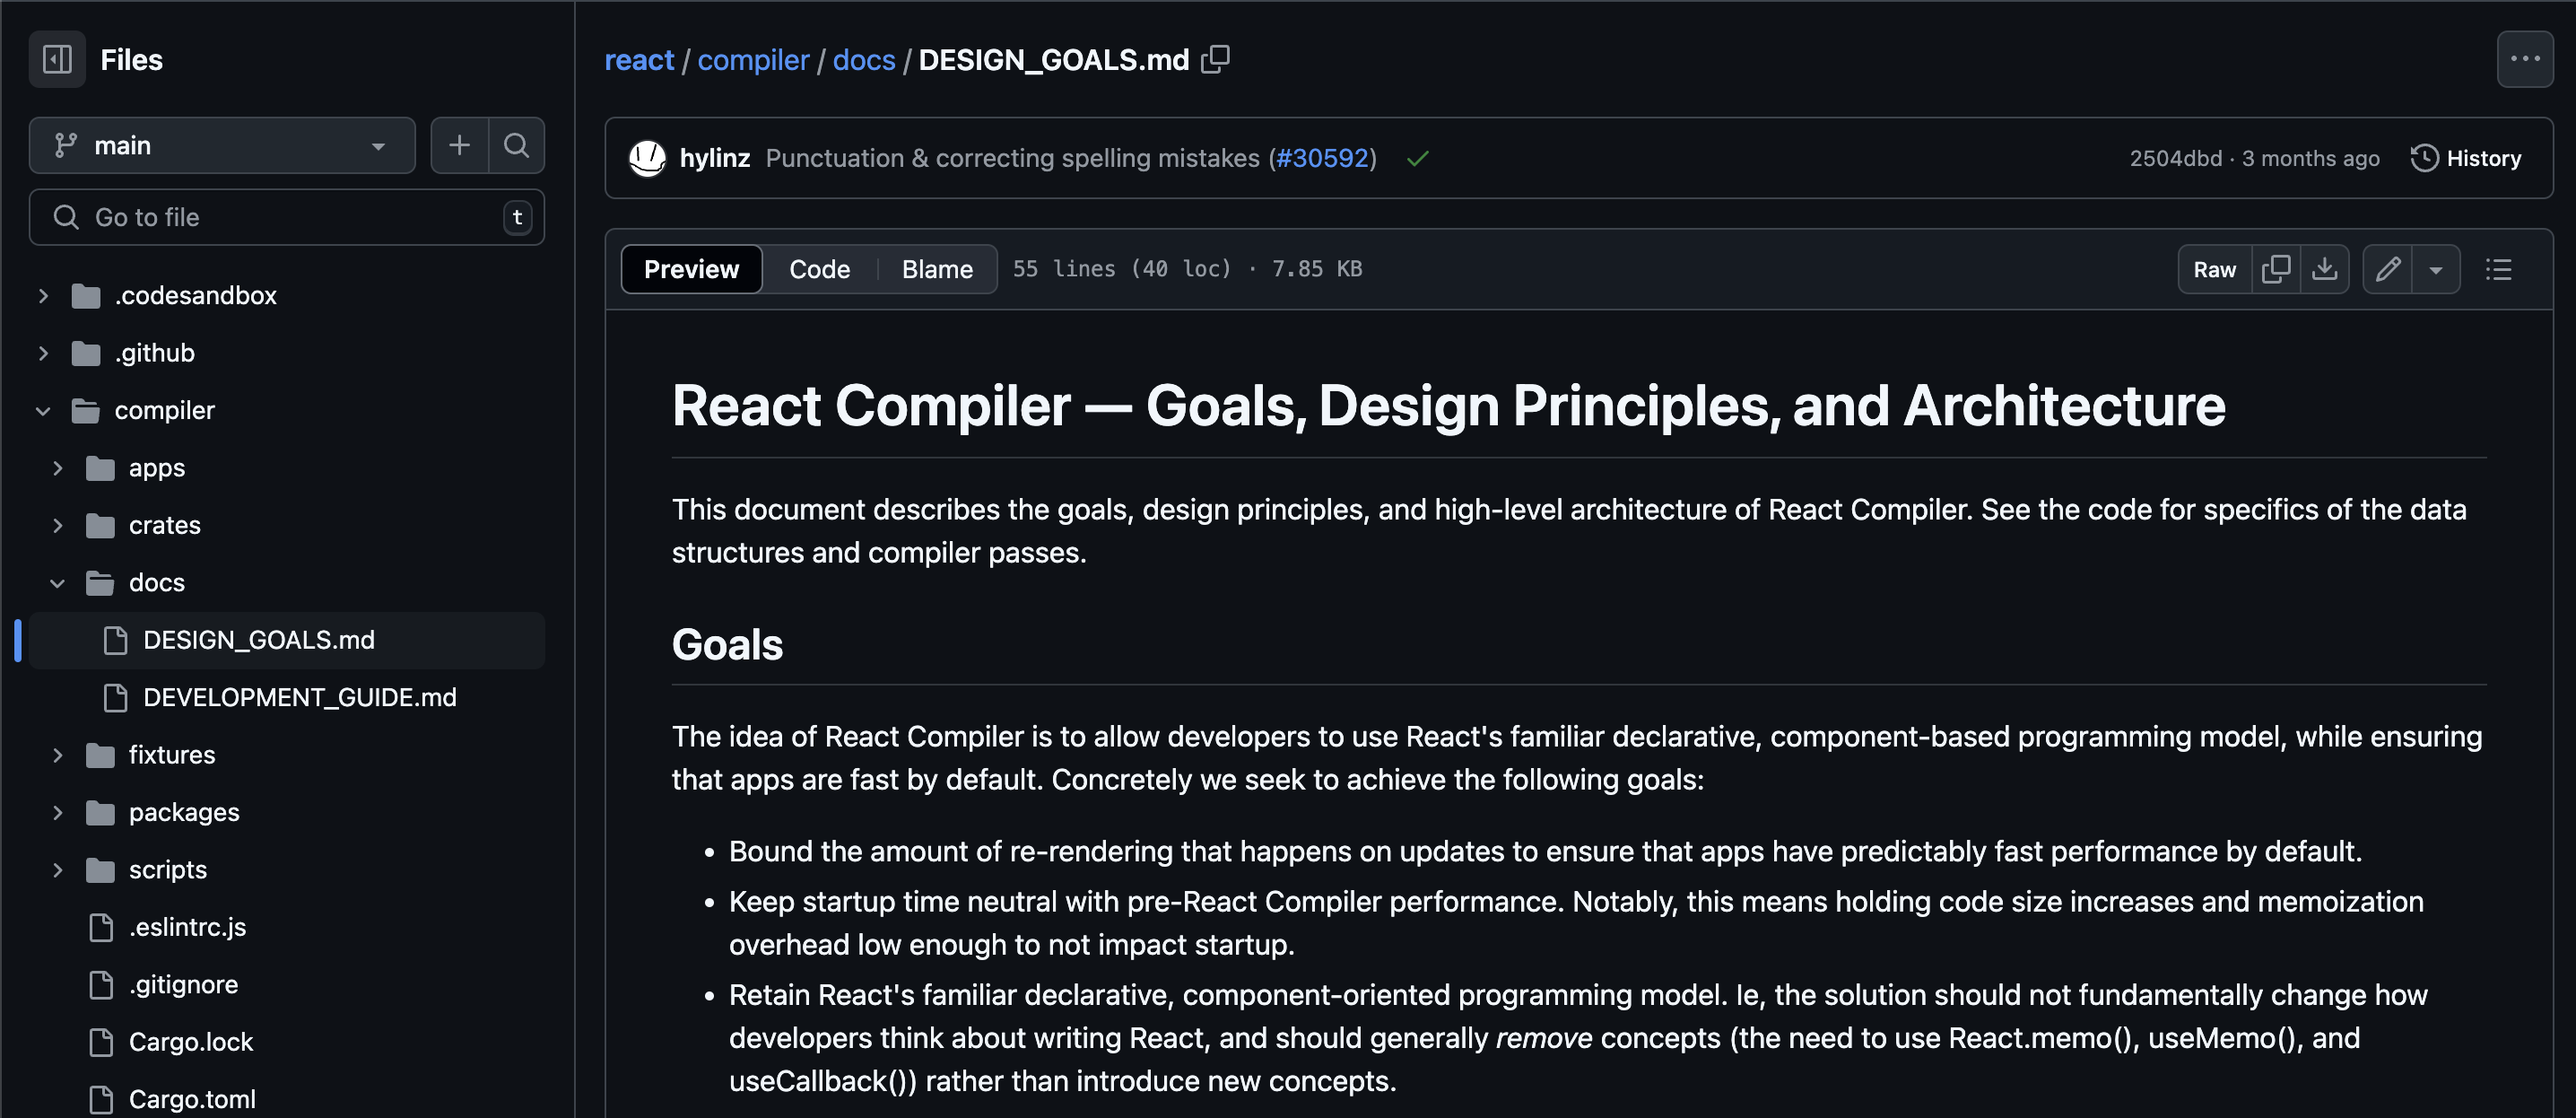 Files
main
Go to file
t
.codesandbox
.github
compiler
apps
crates
docs
DESIGN_GOALS.md
DEVELOPMENT_GUIDE.md
fixtures
packages
scripts
.eslintrc.js
.gitignore
Cargo.lock
Cargo.toml
react / compiler / docs / DESIGN_GOALS.md
hylinz Punctuation & correcting spelling mistakes (#30592)
2504dbd · 3 months ago
History
Preview Code Blame 55 lines (40 loc) · 7.85 KB
Raw
React Compiler — Goals, Design Principles, and Architecture
This document describes the goals, design principles, and high-level architecture of React Compiler. See the code for specifics of the data
structures and compiler passes.
Goals
The idea of React Compiler is to allow developers to use React's familiar declarative, component-based programming model, while ensuring
that apps are fast by default. Concretely we seek to achieve the following goals:
• Bound the amount of re-rendering that happens on updates to ensure that apps have predictably fast performance by default.
• Keep startup time neutral with pre-React Compiler performance. Notably, this means holding code size increases and memoization
overhead low enough to not impact startup.
• Retain React's familiar declarative, component-oriented programming model. Ie, the solution should not fundamentally change how
developers think about writing React, and should generally remove concepts (the need to use React.memo(), useMemo(), and
useCallback()) rather than introduce new concepts.